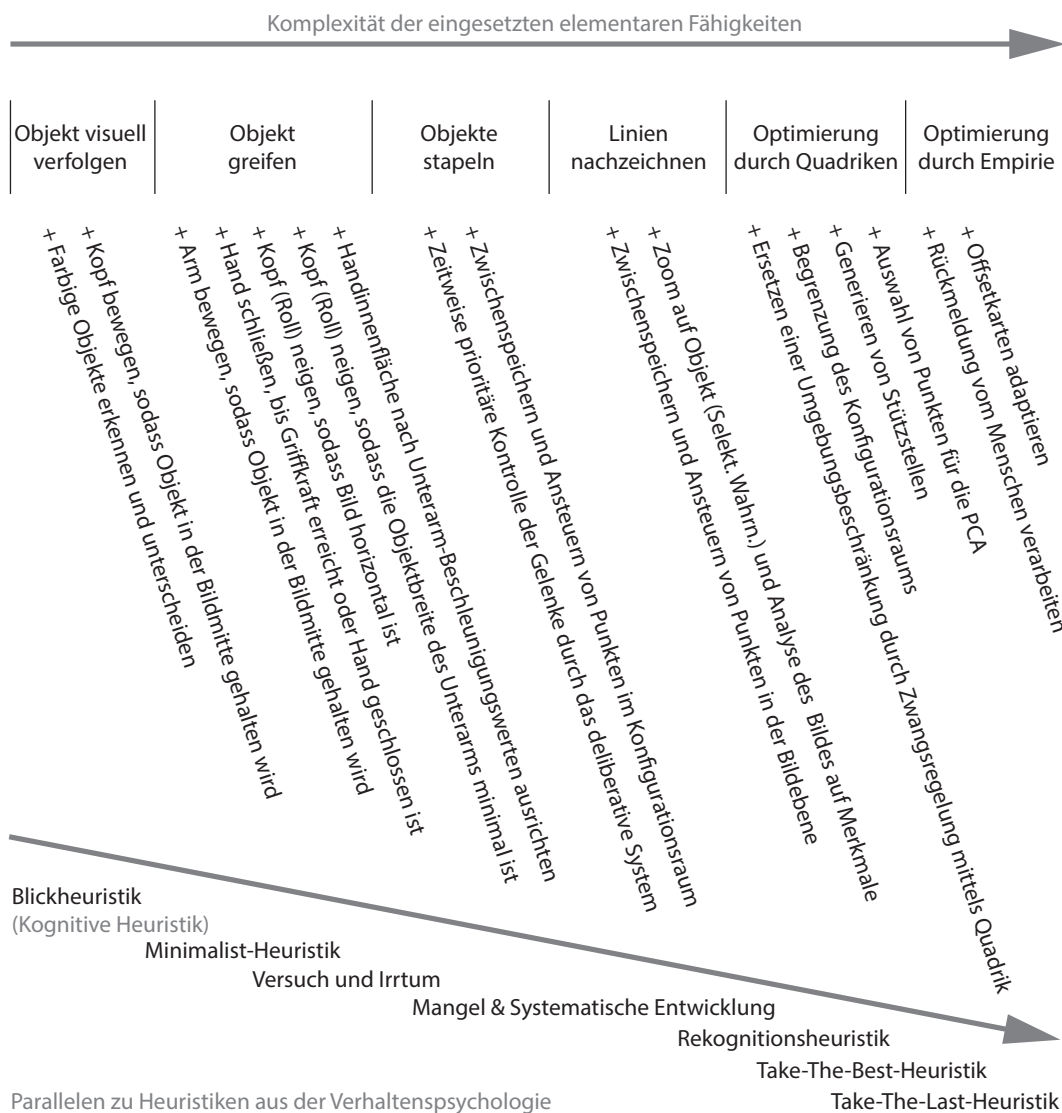 Komplexität der eingesetzten elementaren Fähigkeiten
Objekt visuell
verfolgen
Objekt
greifen
Objekte
stapeln
Linien
nachzeichnen
Optimierung
durch Quadriken
Optimierung
durch Empirie
+ Farbige Objekte erkennen und unterscheiden
+ Kopf bewegen, sodass Objekt in der Bildmitte gehalten wird
+ Arm bewegen, sodass Objekt in der Bildmitte gehalten wird
+ Hand schließen, bis Griffkraft erreicht oder Hand geschlossen ist
+ Kopf (Roll) neigen, sodass Bild horizontal ist
+ Kopf (Roll) neigen, sodass die Objektbreite des Unterarms minimal ist
+ Handinnenfläche nach Unterarm-Beschleunigungswerten ausrichten
+ Zeitweise prioritäre Kontrolle der Gelenke durch das deliberative System
+ Zwischenspeichern und Ansteuern von Punkten im Konfigurationsraum
+ Zwischenspeichern und Ansteuern von Punkten in der Bildebene
+ Zoom auf Objekt (Selekt. Wahrn.) und Analyse des Bildes auf Merkmale
+ Ersetzen einer Umgebungsbeschränkung durch Zwangsregelung mittels Quadrik
+ Begrenzung des Konfigurationsraums
+ Generieren von Stützstellen
+ Auswahl von Punkten für die PCA
+ Rückmeldung vom Menschen verarbeiten
+ Offsetkarten adaptieren
Blickheuristik
(Kognitive Heuristik)
Minimalist-Heuristik
Versuch und Irrtum
Mangel & Systematische Entwicklung
Rekognitionsheuristik
Take-The-Best-Heuristik
Parallelen zu Heuristiken aus der Verhaltenspsychologie
Take-The-Last-Heuristik